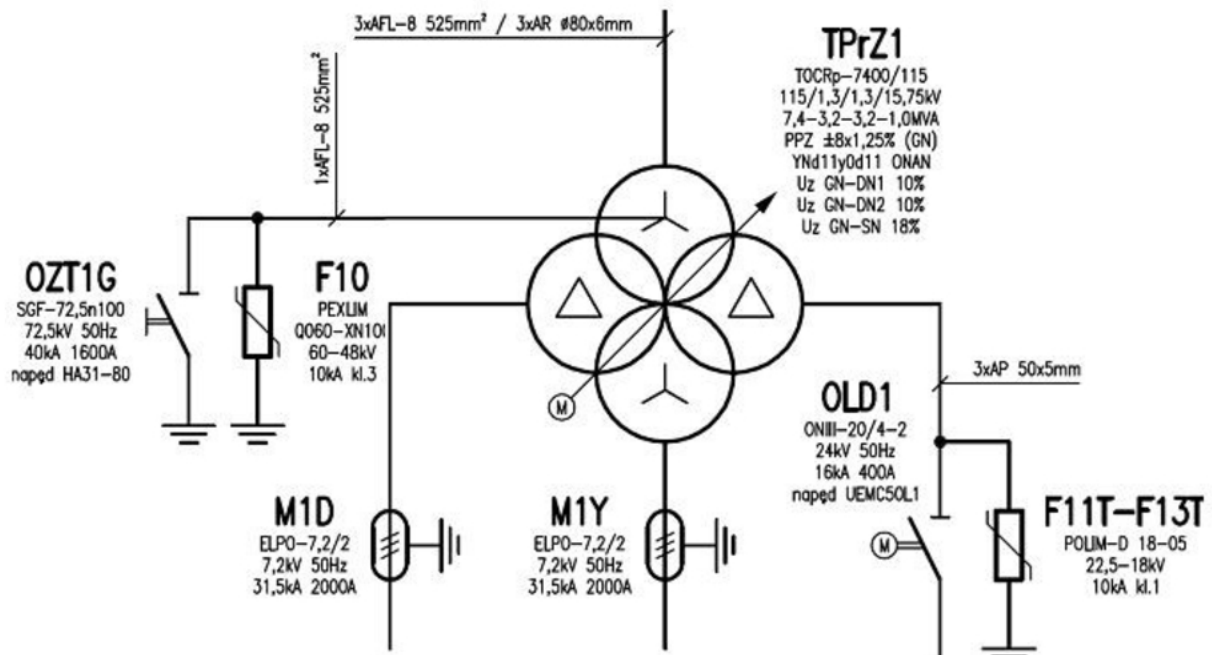 3xAFL-8 525mm² / 3xAR ø80x6mm
1xAFL-8 525mm²
TPrZ1
TOCRp-7400/115
115/1,3/1,3/15,75kV
7,4-3,2-3,2-1,0MVA
PPZ ±8x1,25% (GN)
YNd11y0d11 ONAN
Uz GN-DN1 10%
Uz GN-DN2 10%
Uz GN-SN 18%
OZT1G
SGF-72,5n100
72,5kV 50Hz
40kA 1600A
napęd HA31-80
F10
PEXLIM
Q060-XN10
60-48kV
10kA kl.3
M
3xAP 50x5mm
OLD1
ONIII-20/4-2
24kV 50Hz
16kA 400A
napęd UEMC50L1
M
M1D
ELPO-7,2/2
7,2kV 50Hz
31,5kA 2000A
M1Y
ELPO-7,2/2
7,2kV 50Hz
31,5kA 2000A
F11T-F13T
POLIM-D 18-05
22,5-18kV
10kA kl.1